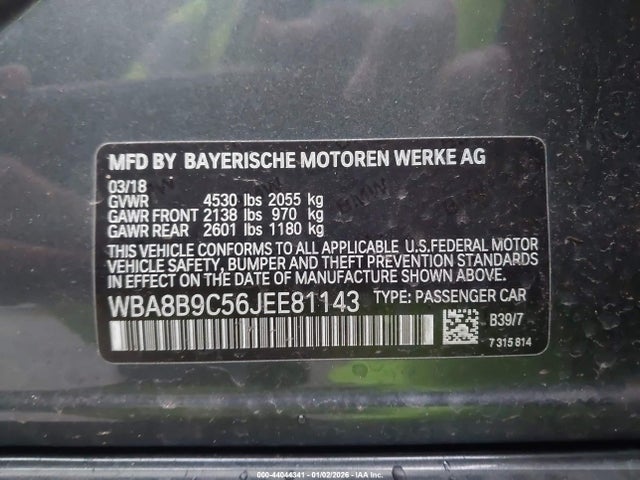 MFD BY BAYERISCHE MOTOREN WERKE AG
03/18
GVWR 4530 lbs 2055 kg
GAWR FRONT 2138 lbs 970 kg
GAWR REAR 2601 lbs 1180 kg
THIS VEHICLE CONFORMS TO ALL APPLICABLE U.S.FEDERAL MOTOR
VEHICLE SAFETY, BUMPER AND THEFT PREVENTION STANDARDS
IN EFFECT ON THE DATE OF MANUFACTURE SHOWN ABOVE.
WBA8B9C56JEE81143 TYPE: PASSENGER CAR
B39/7
7 315 814
000-44044341 - 01/02/2026 - IAA Inc.